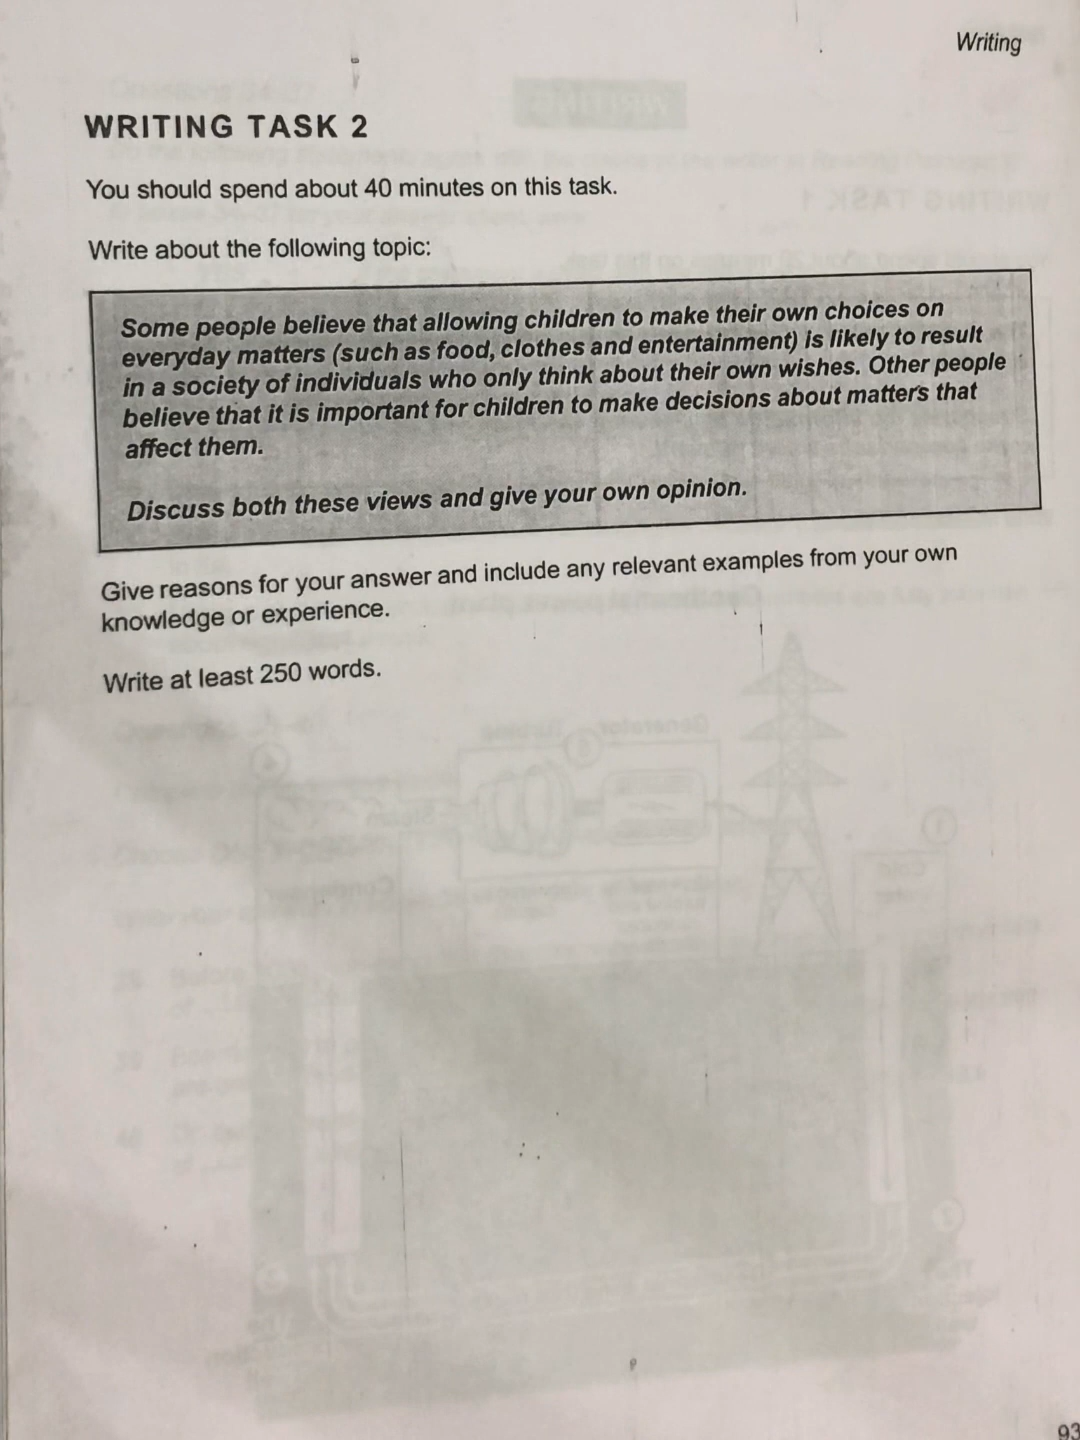 Writing
WRITING TASK 2
You should spend about 40 minutes on this task.
Write about the following topic:
Some people believe that allowing children to make their own choices on
everyday matters (such as food, clothes and entertainment) is likely to result
in a society of individuals who only think about their own wishes. Other people
believe that it is important for children to make decisions about matters that
affect them.
Discuss both these views and give your own opinion.
Give reasons for your answer and include any relevant examples from your own
knowledge or experience.
Write at least 250 words.
93